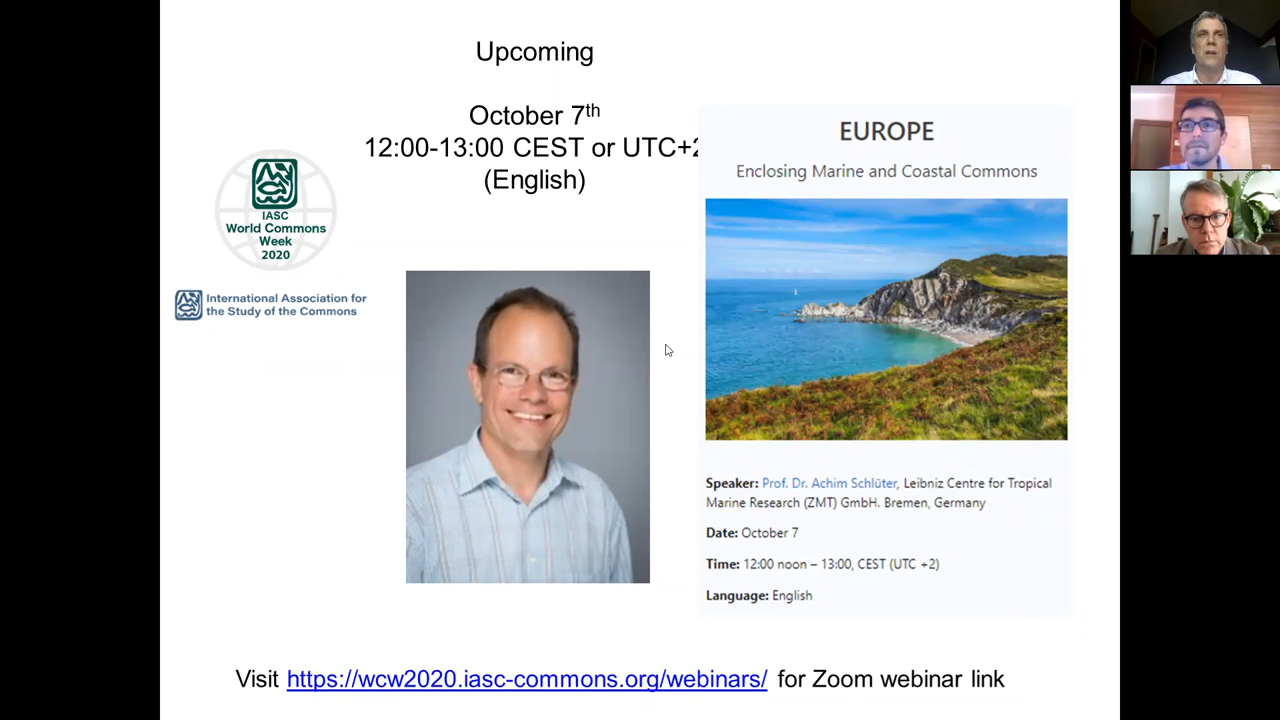 Upcoming
October 7th
12:00-13:00 CEST or UTC+2
(English)
IASC
World Commons
Week
2020
International Association for
the Study of the Commons
EUROPE
Enclosing Marine and Coastal Commons
Speaker: Prof. Dr. Achim Schlüter, Leibniz Centre for Tropical
Marine Research (ZMT) GmbH. Bremen, Germany
Date: October 7
Time: 12:00 noon – 13:00, CEST (UTC +2)
Language: English
Visit https://wcw2020.iasc-commons.org/webinars/ for Zoom webinar link